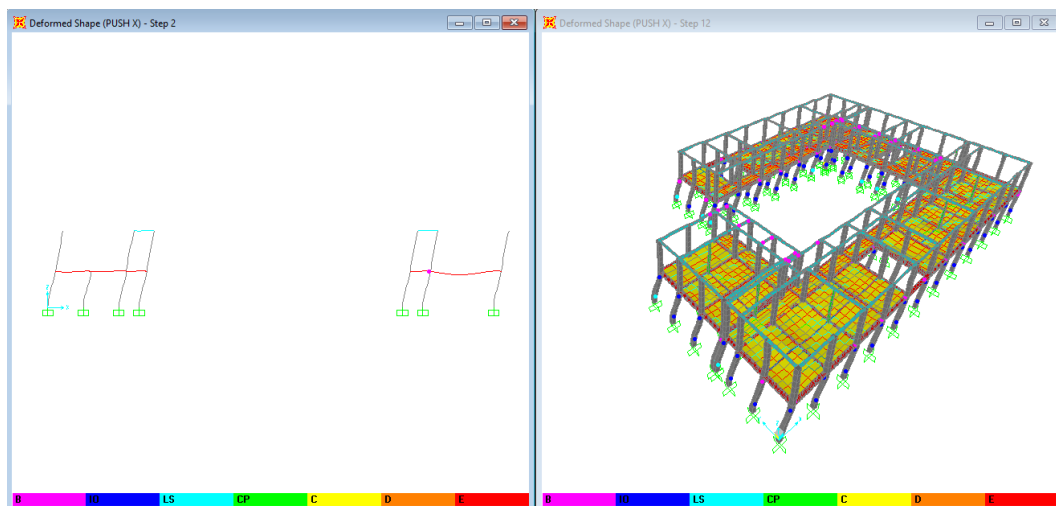 Deformed Shape (PUSH X) - Step 2
Deformed Shape (PUSH X) - Step 12
B IO LS CP C D E
B IO LS CP C D E